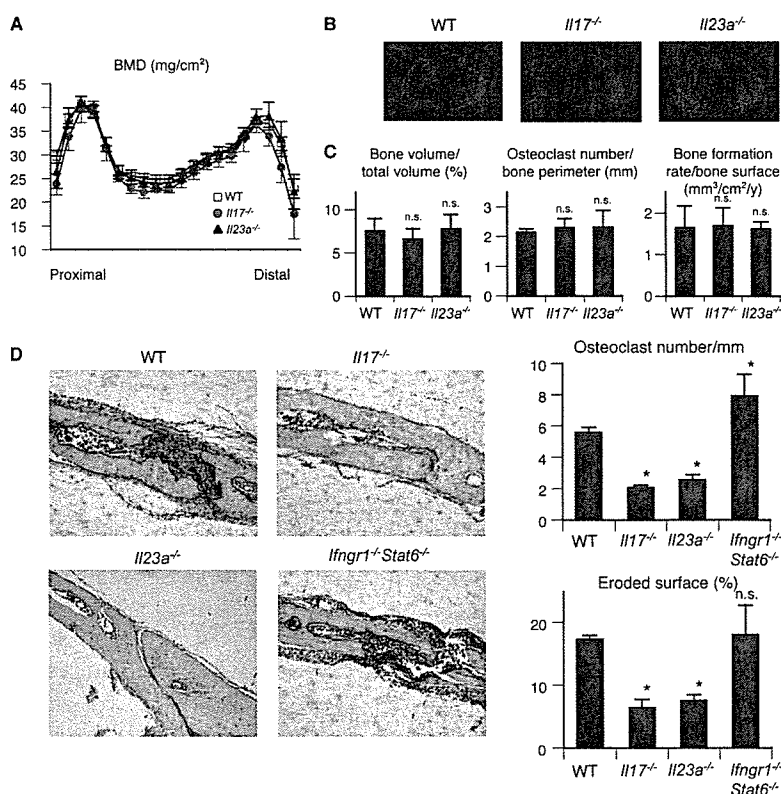 A
BMD (mg/cm²)
45
40
35
30
25
20
15
10
WT
Il17-/-
Il23a-/-
Proximal Distal
B
WT Il17-/- Il23a-/-
C
Bone volume/
total volume (%)
10
5
0
n.s. n.s.
WT Il17-/- Il23a-/-
Osteoclast number/
bone perimeter (mm)
3
2
1
0
n.s. n.s.
WT Il17-/- Il23a-/-
Bone formation
rate/bone surface
(mm³/cm²/y)
2
1
0
n.s. n.s.
WT Il17-/- Il23a-/-
D
WT Il17-/-
Il23a-/- Ifngr1-/-Stat6-/-
Osteoclast number/mm
10
8
6
4
2
0
* * *
WT Il17-/- Il23a-/- Ifngr1-/-
Stat6-/-
Eroded surface (%)
20
10
0
* * n.s.
WT Il17-/- Il23a-/- Ifngr1-/-
Stat6-/-